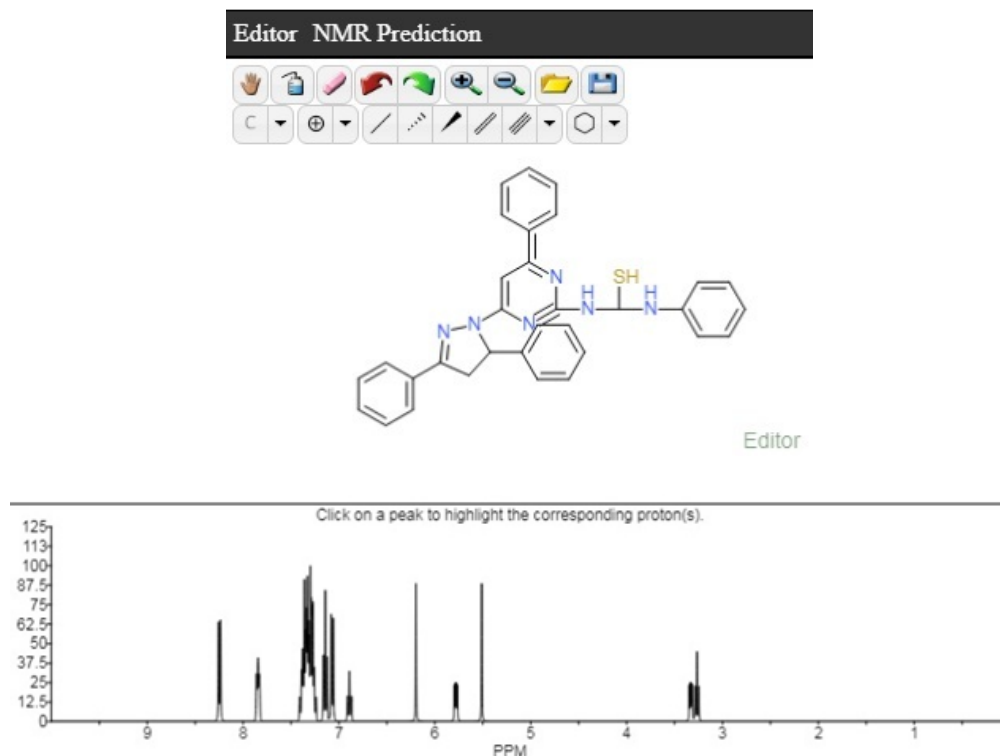 Editor NMR Prediction
C
N
SH
H
H
N
N
N
N
N
N
Editor
Click on a peak to highlight the corresponding proton(s).
125
113
100
87.5
75
62.5
50
37.5
25
12.5
0
9 8 7 6 5 4 3 2 1
PPM